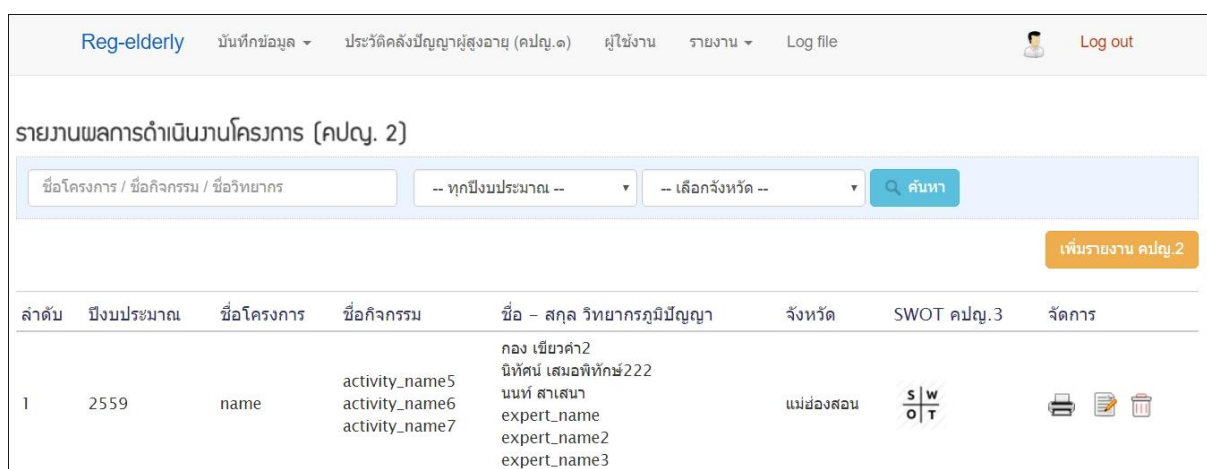 Reg-elderly บันทึกข้อมูล ประวัติคลังปัญญาผู้สูงอายุ (คปญ.๑) ผู้ใช้งาน รายงาน Log file Log out
รายงานผลการดำเนินงานโครงการ (คปญ. 2)
ชื่อโครงการ / ชื่อกิจกรรม / ชื่อวิทยากร -- ทุกปีงบประมาณ -- -- เลือกจังหวัด -- ค้นหา
เพิ่มรายงาน คปญ.2
ลำดับ ปีงบประมาณ ชื่อโครงการ ชื่อกิจกรรม ชื่อ – สกุล วิทยากรภูมิปัญญา จังหวัด SWOT คปญ.3 จัดการ
1 2559 name
activity_name5
activity_name6
activity_name7
กอง เขียวคำ2
นิทัศน์ เสมอพิทักษ์222
นนท์ สาเสนา
expert_name
expert_name2
expert_name3
แม่ฮ่องสอน
S W
O T